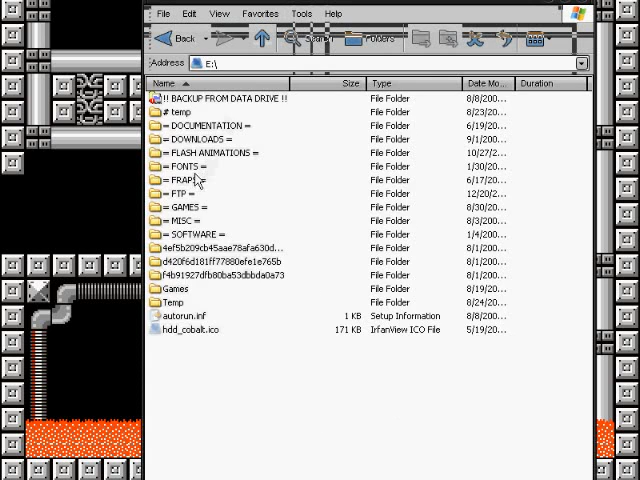 File Edit View Favorites Tools Help
Back Search Folders
Address E:\
Name Size Type Date Mo... Duration
!! BACKUP FROM DATA DRIVE !! File Folder 8/8/200...
# temp File Folder 8/23/20...
= DOCUMENTATION = File Folder 6/19/20...
= DOWNLOADS = File Folder 9/1/200...
= FLASH ANIMATIONS = File Folder 10/27/2...
= FONTS = File Folder 1/30/20...
= FRAPS = File Folder 6/17/20...
= FTP = File Folder 12/20/2...
= GAMES = File Folder 8/30/20...
= MISC = File Folder 8/3/200...
= SOFTWARE = File Folder 1/4/200...
4ef5b209cb45aae78afa630d... File Folder 8/1/200...
d420f6d181ff77880efe1e765b File Folder 8/1/200...
f4b91927dfb80ba53dbbda0a73 File Folder 8/1/200...
Games File Folder 8/1/200...
Temp File Folder 8/24/20...
autorun.inf 1 KB Setup Information 8/8/200...
hdd_cobalt.ico 171 KB IrfanView ICO File 5/19/20...